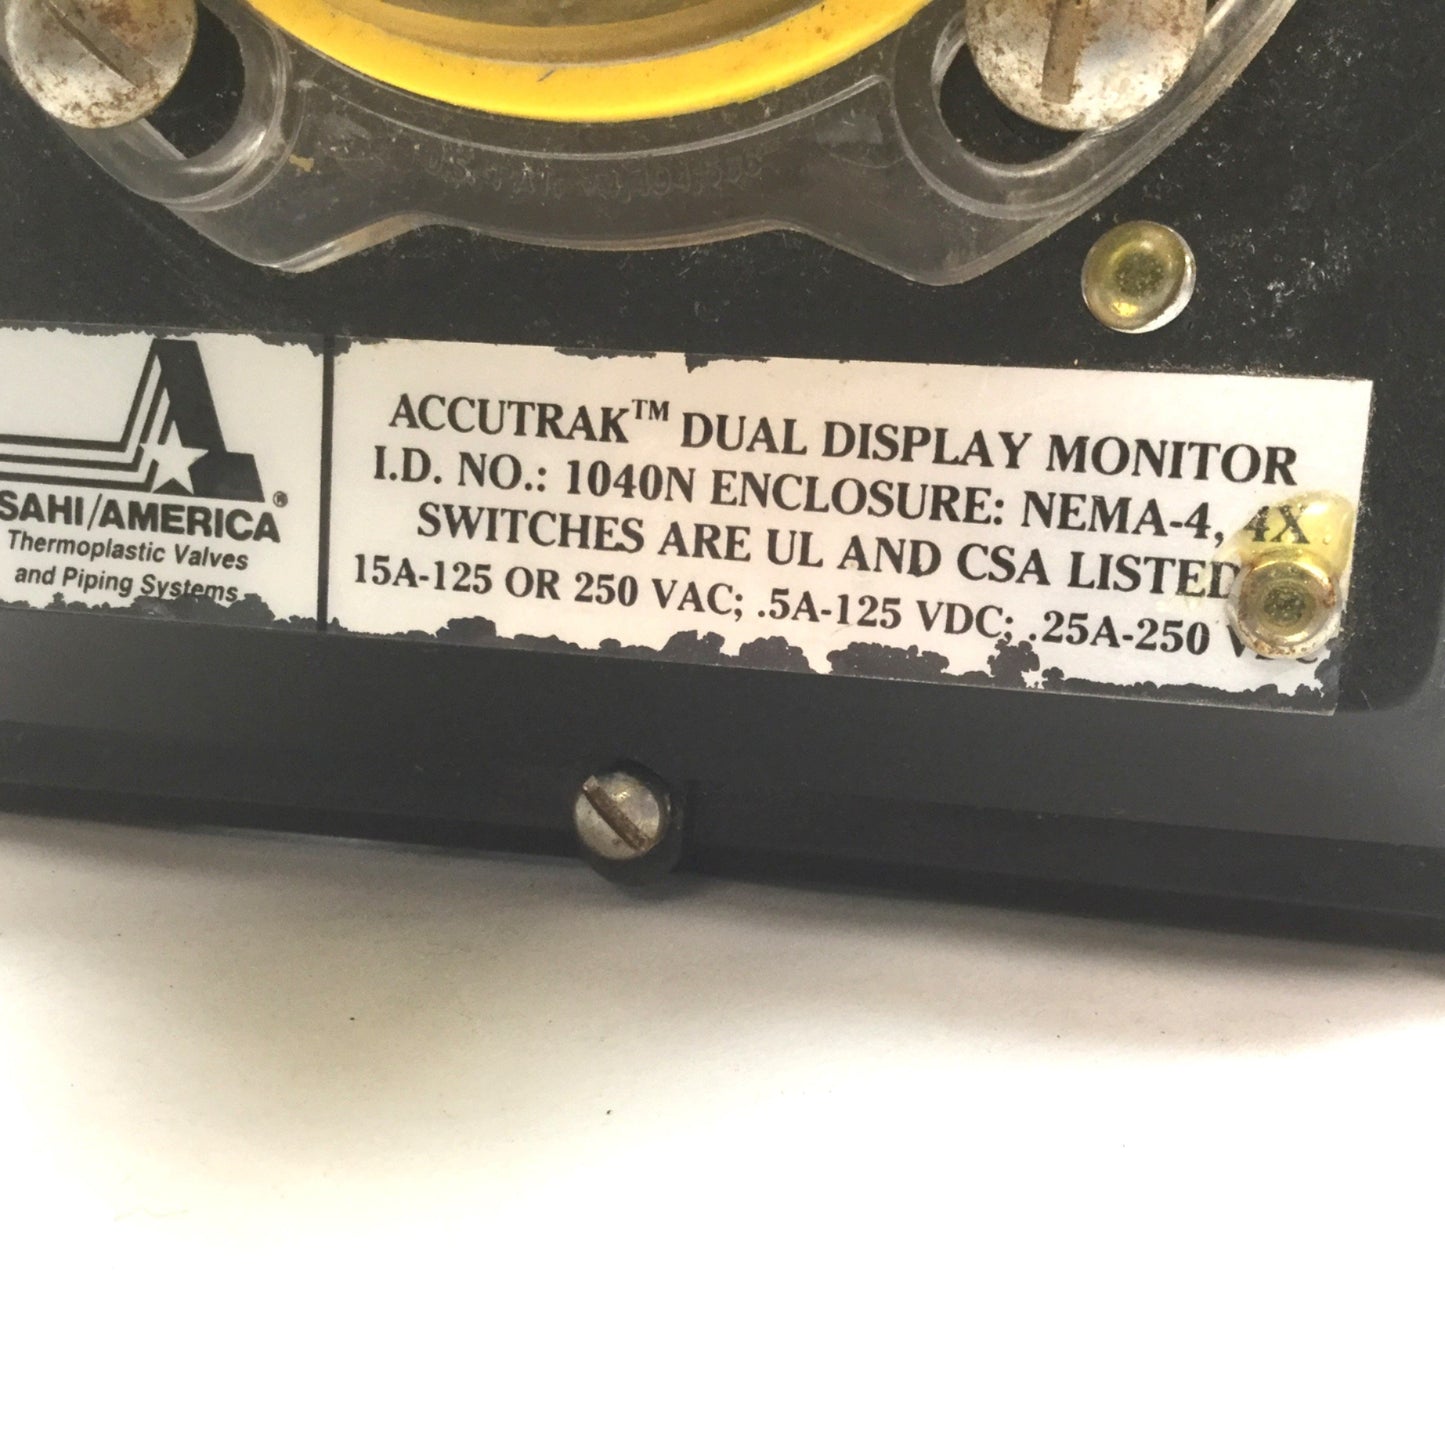 SAHI/AMERICA®
Thermoplastic Valves
and Piping Systems
ACCUTRAK™ DUAL DISPLAY MONITOR
I.D. NO.: 1040N ENCLOSURE: NEMA-4, 4X
SWITCHES ARE UL AND CSA LISTED
15A-125 OR 250 VAC; .5A-125 VDC; .25A-250